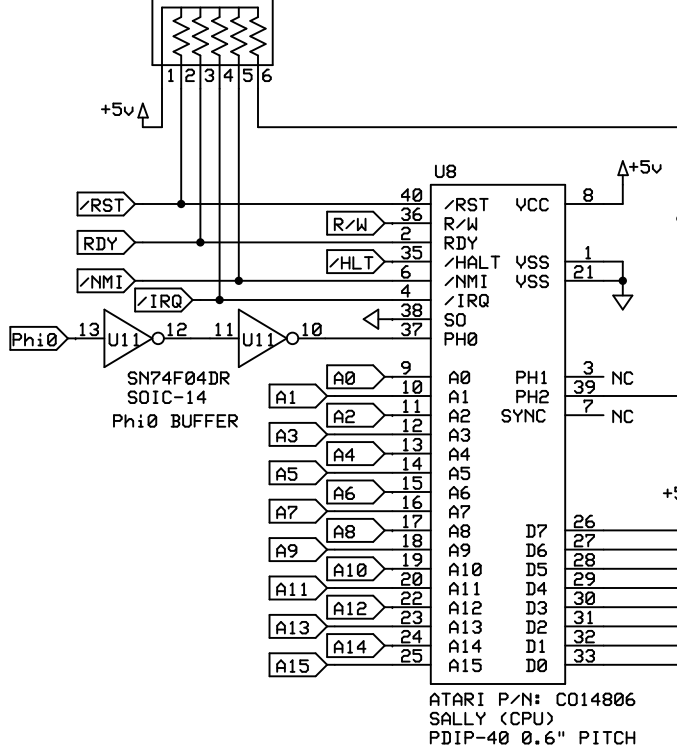 1 2 3 4 5 6
+5v
U8
+5v
/RST 40 /RST VCC 8
R/W 36 R/W
RDY 2 RDY
/HLT 35 /HALT VSS 1
/NMI 6 /NMI VSS 21
/IRQ 4 /IRQ
38 SO
Phi0 13 U11 12 11 U11 10 37 PH0
SN74F04DR
SOIC-14
Phi0 BUFFER
A0 9 A0 PH1 3 NC
A1 10 A1 PH2 39
A2 11 A2 SYNC 7 NC
A3 12 A3
A4 13 A4
A5 14 A5
A6 15 A6
+5
A7 16 A7
A8 17 A8 D7 26
A9 18 A9 D6 27
A10 19 A10 D5 28
A11 20 A11 D4 29
A12 22 A12 D3 30
A13 23 A13 D2 31
A14 24 A14 D1 32
A15 25 A15 D0 33
ATARI P/N: CO14806
SALLY (CPU)
PDIP-40 0.6" PITCH